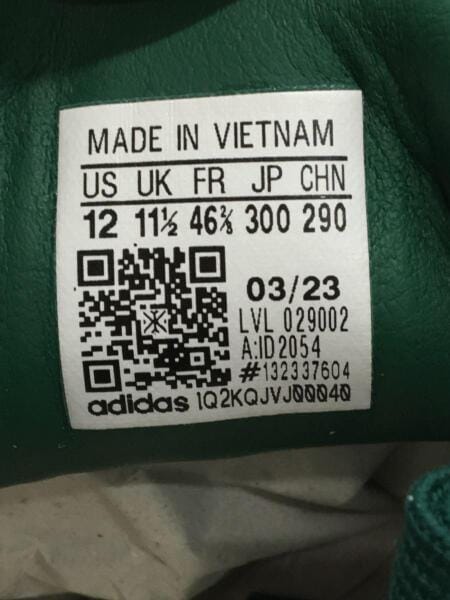 MADE IN VIETNAM
US UK FR JP CHN
12 11½ 46⅔ 300 290
03/23
LVL 029002
A:ID2054
#132337604
adidas 1Q2KQJVJ00040